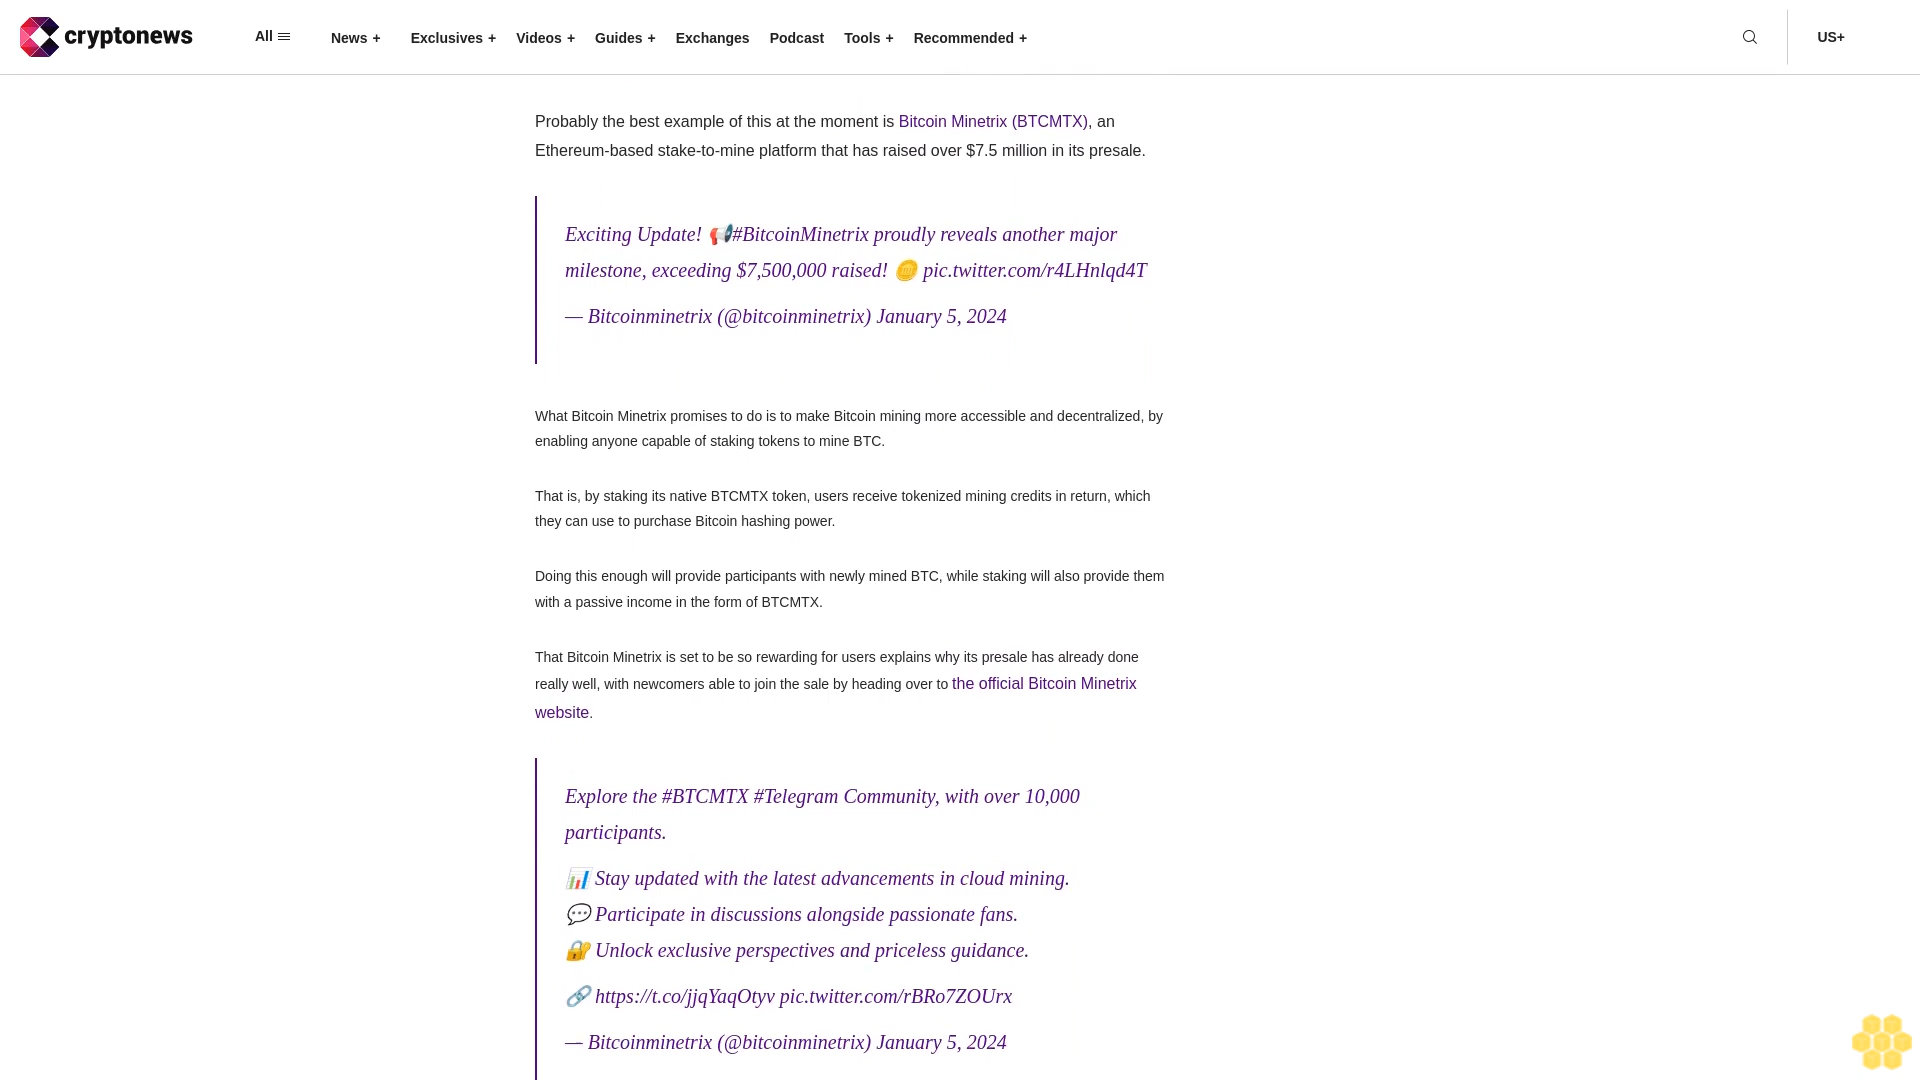 cryptonews
All
News +
Exclusives +
Videos +
Guides +
Exchanges
Podcast
Tools +
Recommended +
US+
Probably the best example of this at the moment is Bitcoin Minetrix (BTCMTX), an
Ethereum-based stake-to-mine platform that has raised over $7.5 million in its presale.
Exciting Update! 📢#BitcoinMinetrix proudly reveals another major
milestone, exceeding $7,500,000 raised! 🪙 pic.twitter.com/r4LHnlqd4T
— Bitcoinminetrix (@bitcoinminetrix) January 5, 2024
What Bitcoin Minetrix promises to do is to make Bitcoin mining more accessible and decentralized, by
enabling anyone capable of staking tokens to mine BTC.
That is, by staking its native BTCMTX token, users receive tokenized mining credits in return, which
they can use to purchase Bitcoin hashing power.
Doing this enough will provide participants with newly mined BTC, while staking will also provide them
with a passive income in the form of BTCMTX.
That Bitcoin Minetrix is set to be so rewarding for users explains why its presale has already done
really well, with newcomers able to join the sale by heading over to the official Bitcoin Minetrix
website.
Explore the #BTCMTX #Telegram Community, with over 10,000
participants.
📊 Stay updated with the latest advancements in cloud mining.
💬 Participate in discussions alongside passionate fans.
🔐 Unlock exclusive perspectives and priceless guidance.
🔗 https://t.co/jjqYaqOtyv pic.twitter.com/rBRo7ZOUrx
— Bitcoinminetrix (@bitcoinminetrix) January 5, 2024